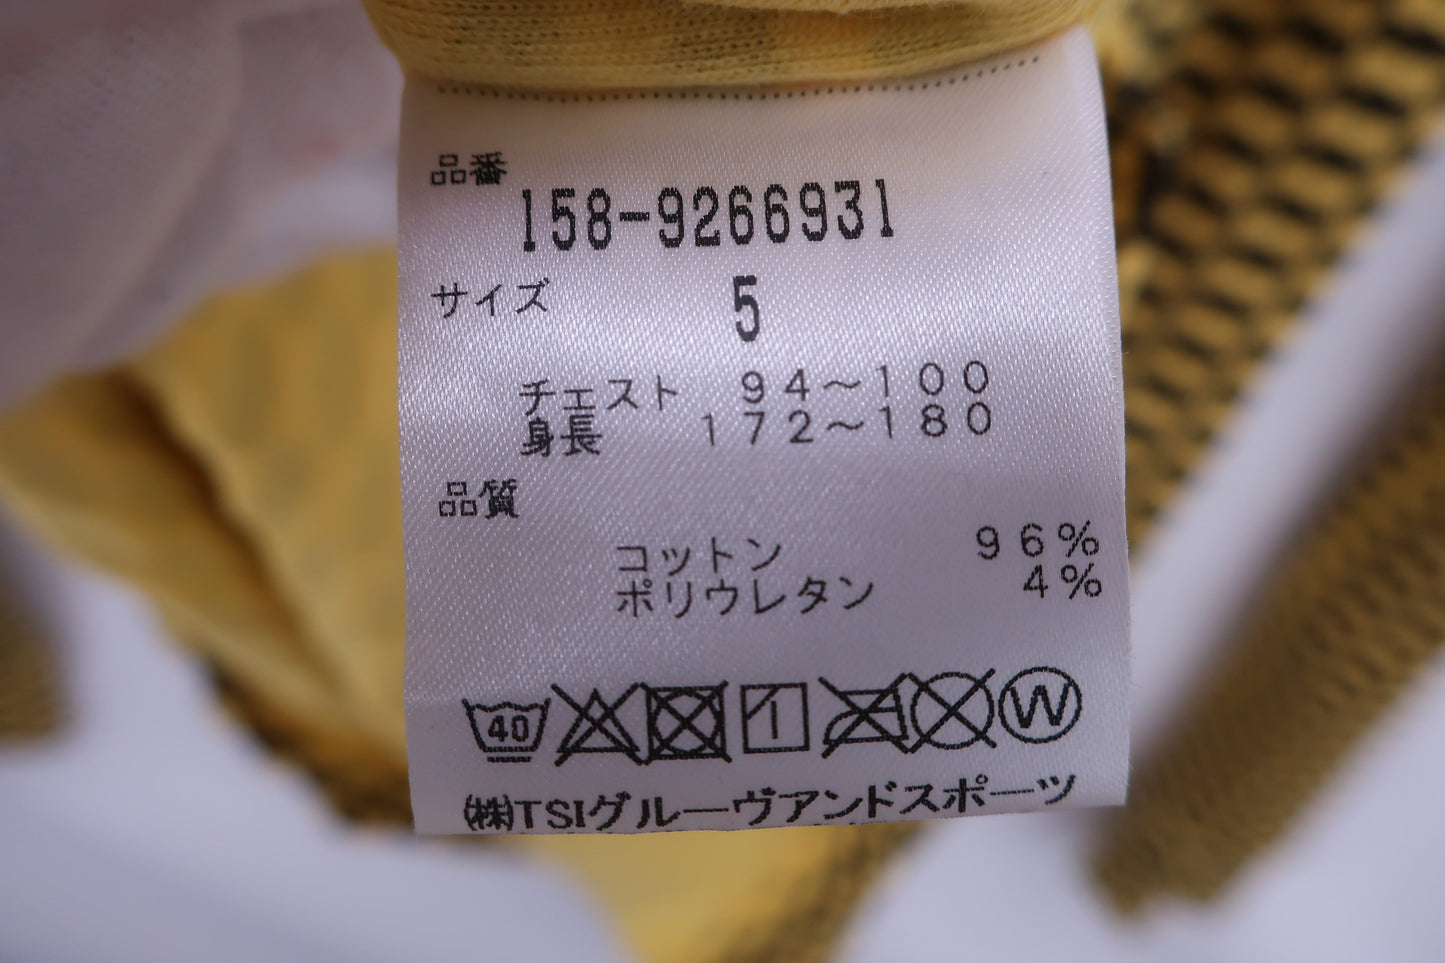 品番
158-9266931
サイズ 5
チェスト 94～100
身長 172～180
品質
コットン 96%
ポリウレタン 4%
40 W
㈱TSIグルーヴアンドスポーツ